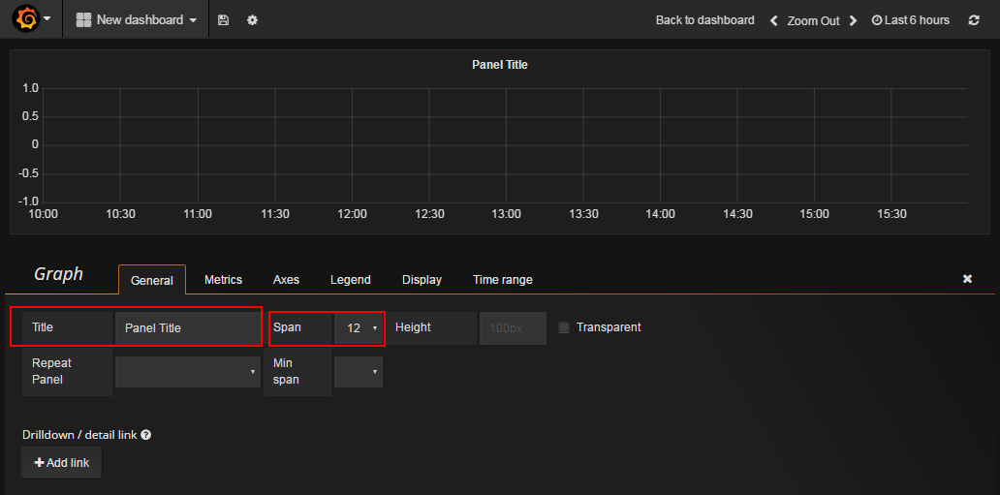 New dashboard Back to dashboard Zoom Out Last 6 hours
Panel Title
1.0
0.5
0
-0.5
-1.0
10:00 10:30 11:00 11:30 12:00 12:30 13:00 13:30 14:00 14:30 15:00 15:30
Graph General Metrics Axes Legend Display Time range
Title Panel Title Span 12 Height 100px Transparent
Repeat Panel Min span
Drilldown / detail link
Add link